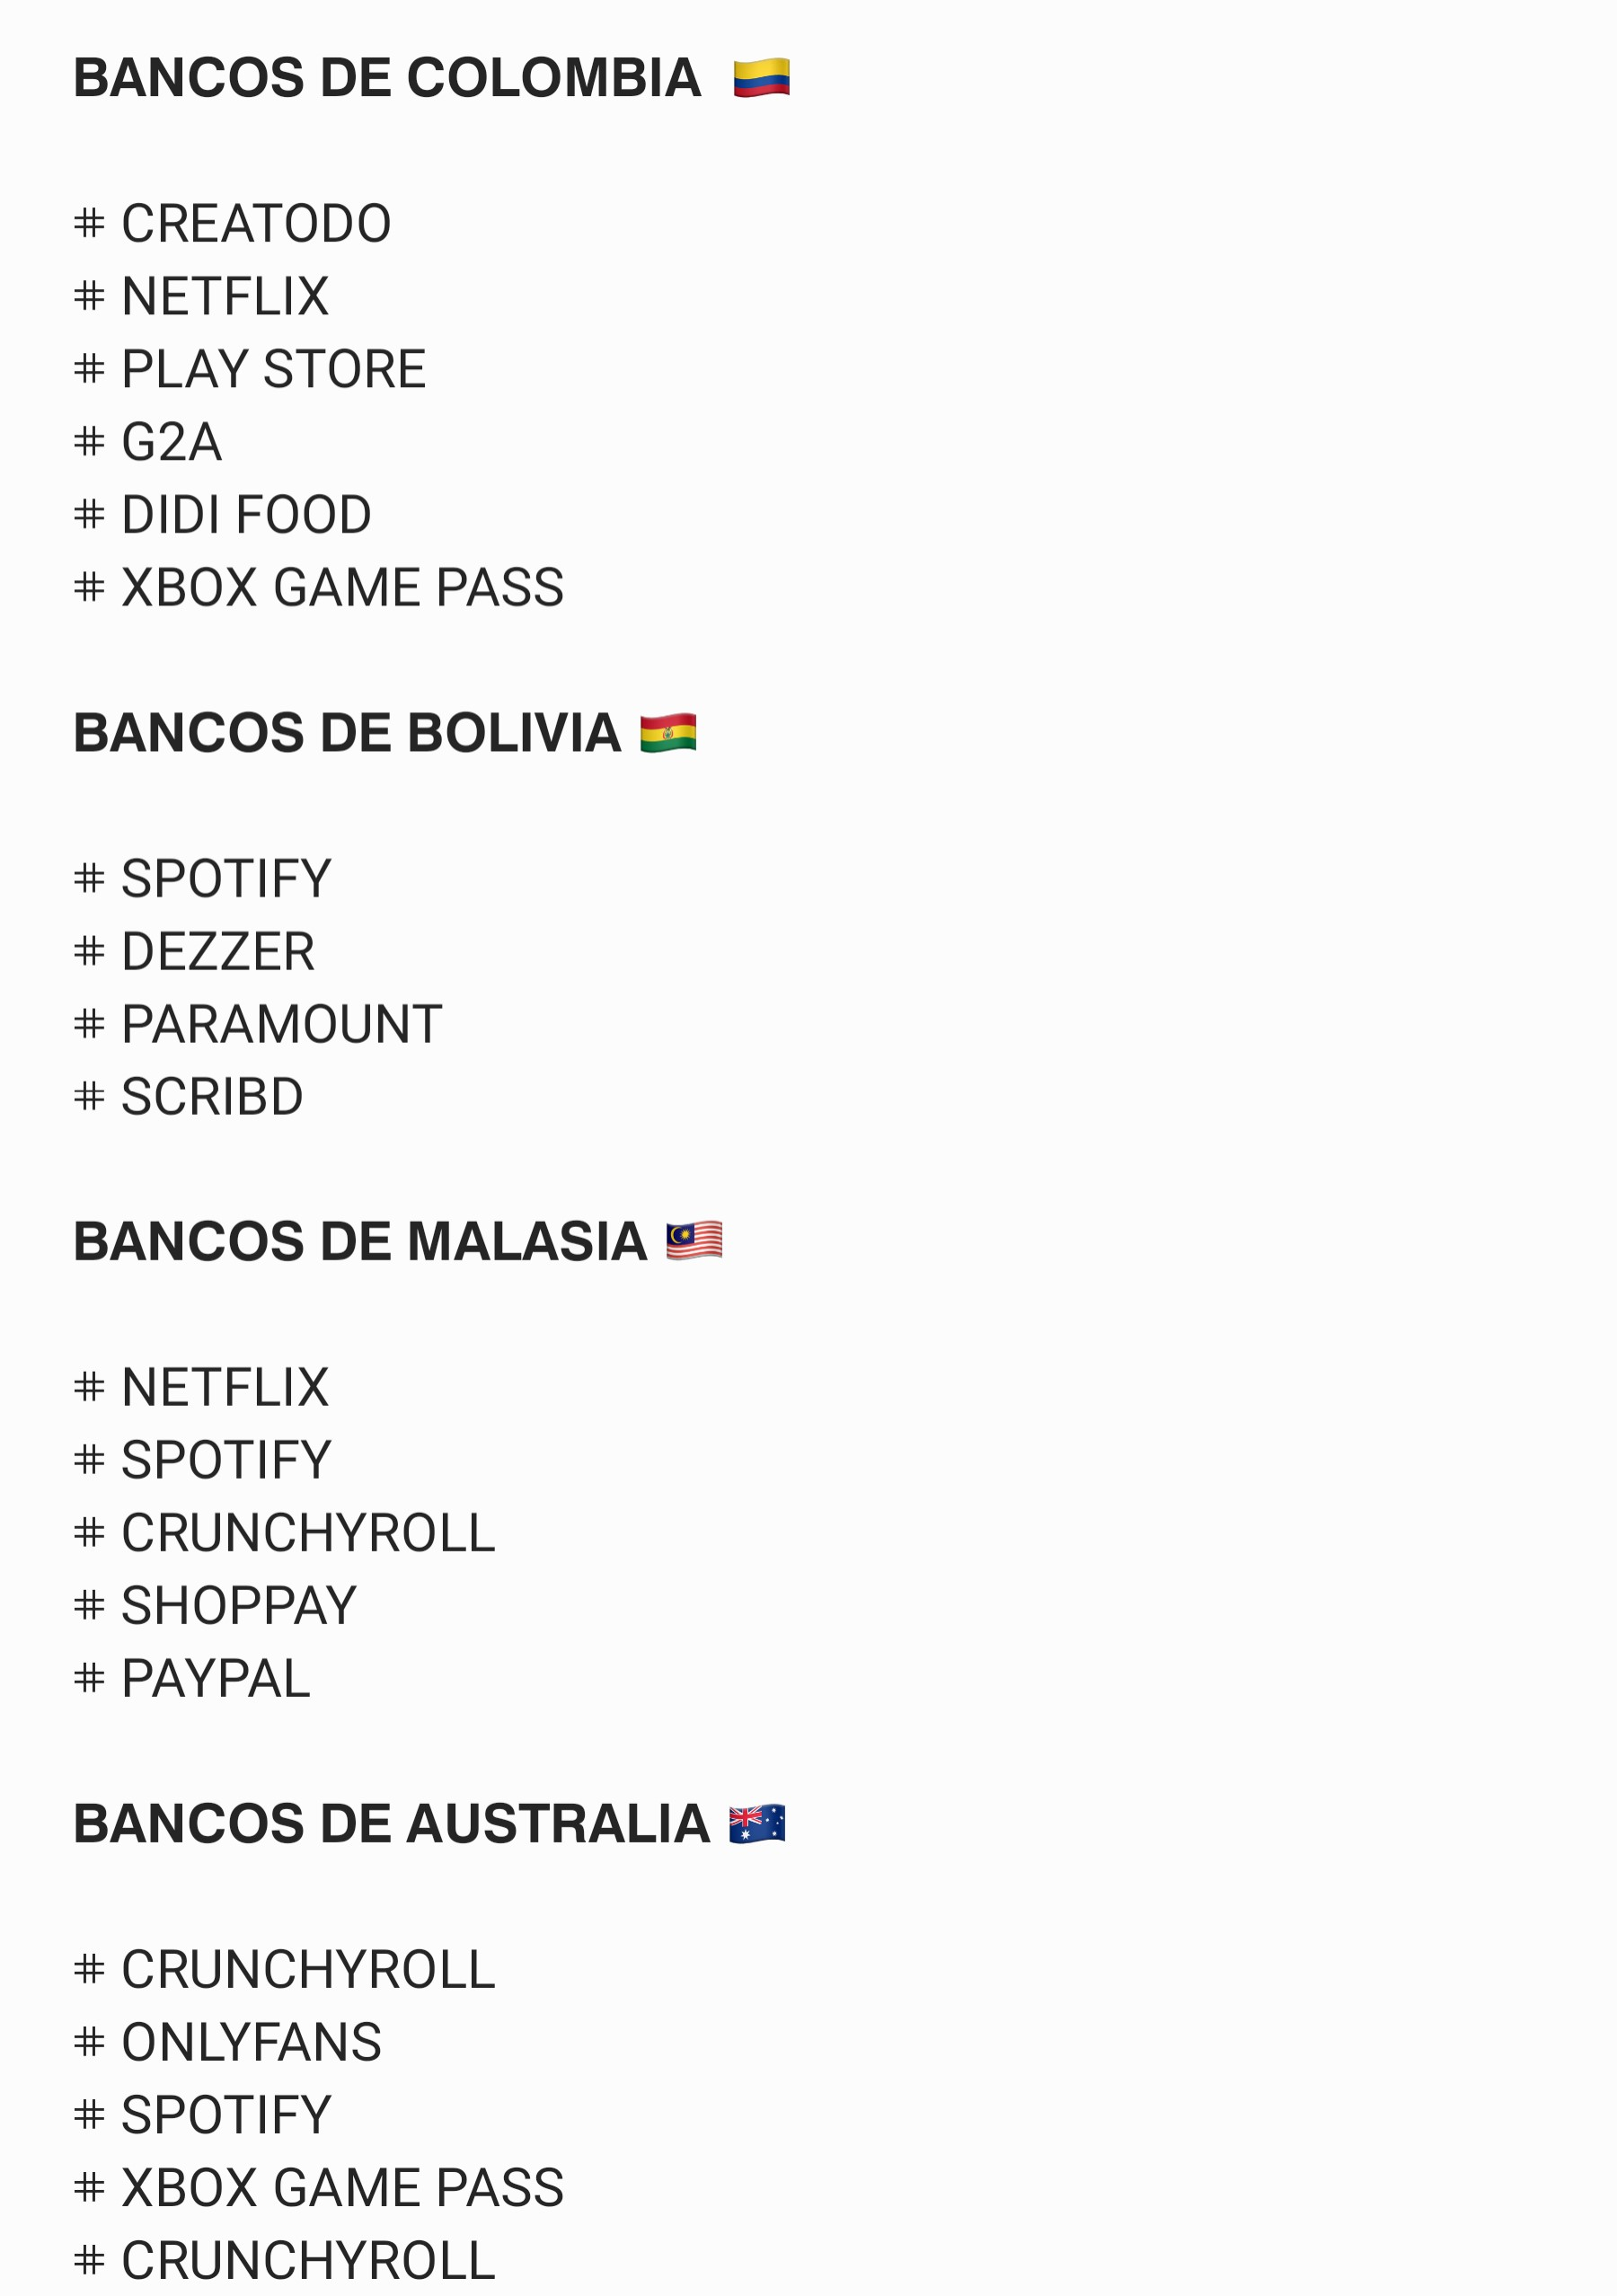 BANCOS DE COLOMBIA 🇨🇴
# CREATODO
# NETFLIX
# PLAY STORE
# G2A
# DIDI FOOD
# XBOX GAME PASS
BANCOS DE BOLIVIA 🇧🇴
# SPOTIFY
# DEZZER
# PARAMOUNT
# SCRIBD
BANCOS DE MALASIA 🇲🇾
# NETFLIX
# SPOTIFY
# CRUNCHYROLL
# SHOPPAY
# PAYPAL
BANCOS DE AUSTRALIA 🇦🇺
# CRUNCHYROLL
# ONLYFANS
# SPOTIFY
# XBOX GAME PASS
# CRUNCHYROLL